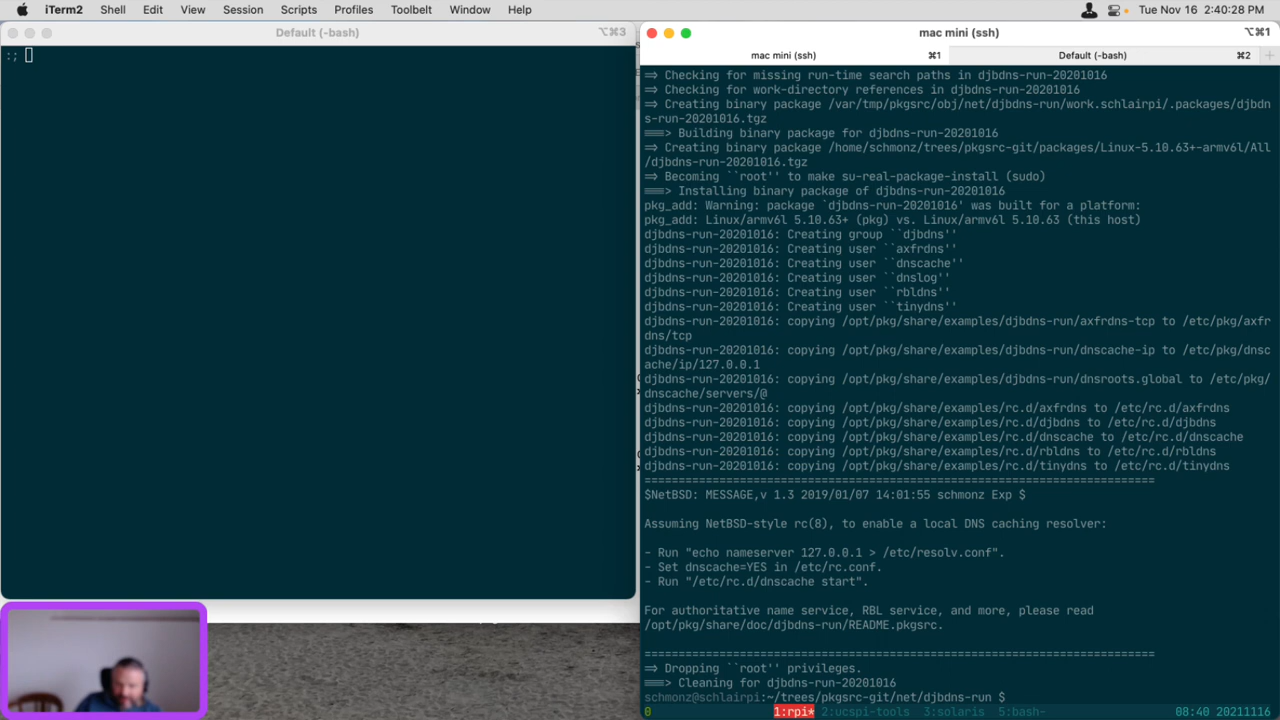 iTerm2 Shell Edit View Session Scripts Profiles Toolbelt Window Help Tue Nov 16 2:40:28 PM
Default (-bash) ⌥⌘3
:;
mac mini (ssh) ⌥⌘1
mac mini (ssh) ⌘1 Default (-bash) ⌘2 +
=> Checking for missing run-time search paths in djbdns-run-20201016
=> Checking for work-directory references in djbdns-run-20201016
=> Creating binary package /var/tmp/pkgsrc/obj/net/djbdns-run/work.schlairpi/.packages/djbdn
s-run-20201016.tgz
===> Building binary package for djbdns-run-20201016
=> Creating binary package /home/schmonz/trees/pkgsrc-git/packages/Linux-5.10.63+-armv6l/All
/djbdns-run-20201016.tgz
=> Becoming ``root'' to make su-real-package-install (sudo)
===> Installing binary package of djbdns-run-20201016
pkg_add: Warning: package `djbdns-run-20201016' was built for a platform:
pkg_add: Linux/armv6l 5.10.63+ (pkg) vs. Linux/armv6l 5.10.63 (this host)
djbdns-run-20201016: Creating group ``djbdns''
djbdns-run-20201016: Creating user ``axfrdns''
djbdns-run-20201016: Creating user ``dnscache''
djbdns-run-20201016: Creating user ``dnslog''
djbdns-run-20201016: Creating user ``rbldns''
djbdns-run-20201016: Creating user ``tinydns''
djbdns-run-20201016: copying /opt/pkg/share/examples/djbdns-run/axfrdns-tcp to /etc/pkg/axfr
dns/tcp
djbdns-run-20201016: copying /opt/pkg/share/examples/djbdns-run/dnscache-ip to /etc/pkg/dnsc
ache/ip/127.0.0.1
djbdns-run-20201016: copying /opt/pkg/share/examples/djbdns-run/dnsroots.global to /etc/pkg/
dnscache/servers/@
djbdns-run-20201016: copying /opt/pkg/share/examples/rc.d/axfrdns to /etc/rc.d/axfrdns
djbdns-run-20201016: copying /opt/pkg/share/examples/rc.d/djbdns to /etc/rc.d/djbdns
djbdns-run-20201016: copying /opt/pkg/share/examples/rc.d/dnscache to /etc/rc.d/dnscache
djbdns-run-20201016: copying /opt/pkg/share/examples/rc.d/rbldns to /etc/rc.d/rbldns
djbdns-run-20201016: copying /opt/pkg/share/examples/rc.d/tinydns to /etc/rc.d/tinydns
===========================================================================
$NetBSD: MESSAGE,v 1.3 2019/01/07 14:01:55 schmonz Exp $
Assuming NetBSD-style rc(8), to enable a local DNS caching resolver:
- Run "echo nameserver 127.0.0.1 > /etc/resolv.conf".
- Set dnscache=YES in /etc/rc.conf.
- Run "/etc/rc.d/dnscache start".
For authoritative name service, RBL service, and more, please read
/opt/pkg/share/doc/djbdns-run/README.pkgsrc.
===========================================================================
=> Dropping ``root'' privileges.
===> Cleaning for djbdns-run-20201016
schmonz@schlairpi:~/trees/pkgsrc-git/net/djbdns-run $
0 1:rpi* 2:ucspi-tools 3:solaris 5:bash- 08:40 20211116